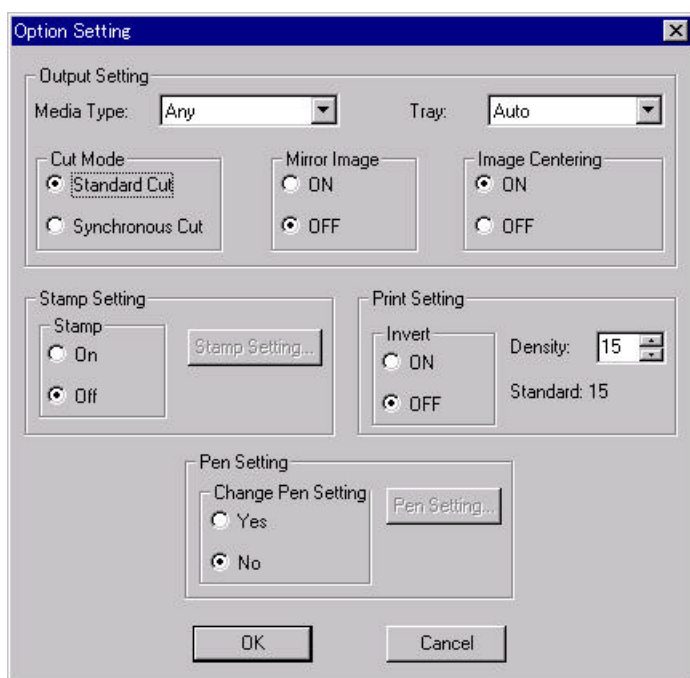 Option Setting
Output Setting
Media Type: Any Tray: Auto
Cut Mode
Standard Cut
Synchronous Cut
Mirror Image
ON
OFF
Image Centering
ON
OFF
Stamp Setting
Stamp
On
Off
Stamp Setting...
Print Setting
Invert
ON
OFF
Density: 15
Standard: 15
Pen Setting
Change Pen Setting
Yes
No
Pen Setting...
OK Cancel